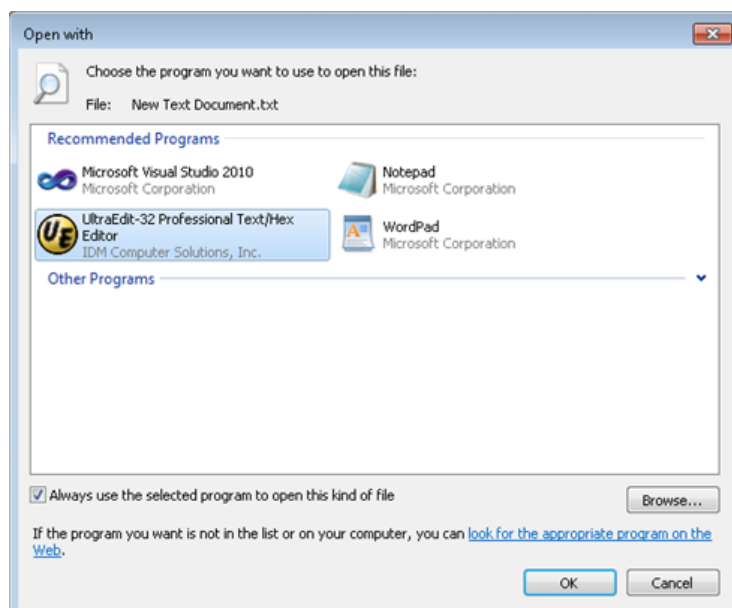 Open with
Choose the program you want to use to open this file:
File: New Text Document.txt
Recommended Programs
Microsoft Visual Studio 2010
Microsoft Corporation
Notepad
Microsoft Corporation
UltraEdit-32 Professional Text/Hex
Editor
IDM Computer Solutions, Inc.
WordPad
Microsoft Corporation
Other Programs
Always use the selected program to open this kind of file
Browse...
If the program you want is not in the list or on your computer, you can look for the appropriate program on the
Web.
OK
Cancel